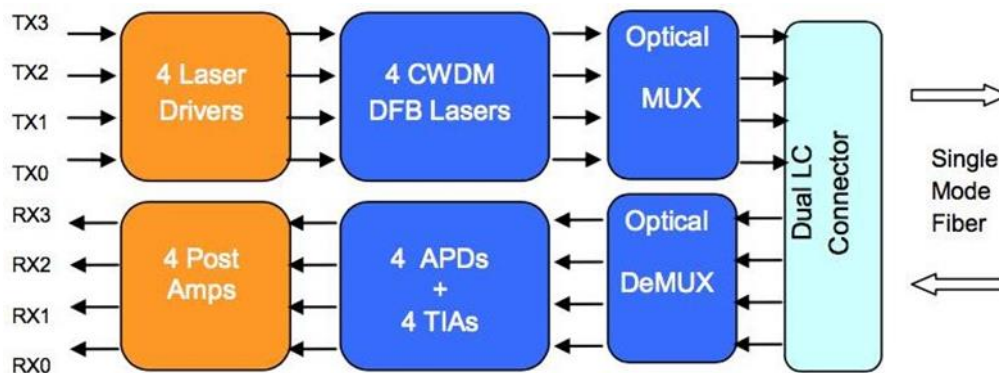 TX3
TX2
TX1
TX0
4 Laser
Drivers
4 CWDM
DFB Lasers
Optical
MUX
Dual LC
Connector
Single
Mode
Fiber
RX3
RX2
RX1
RX0
4 Post
Amps
4 APDs
+
4 TIAs
Optical
DeMUX